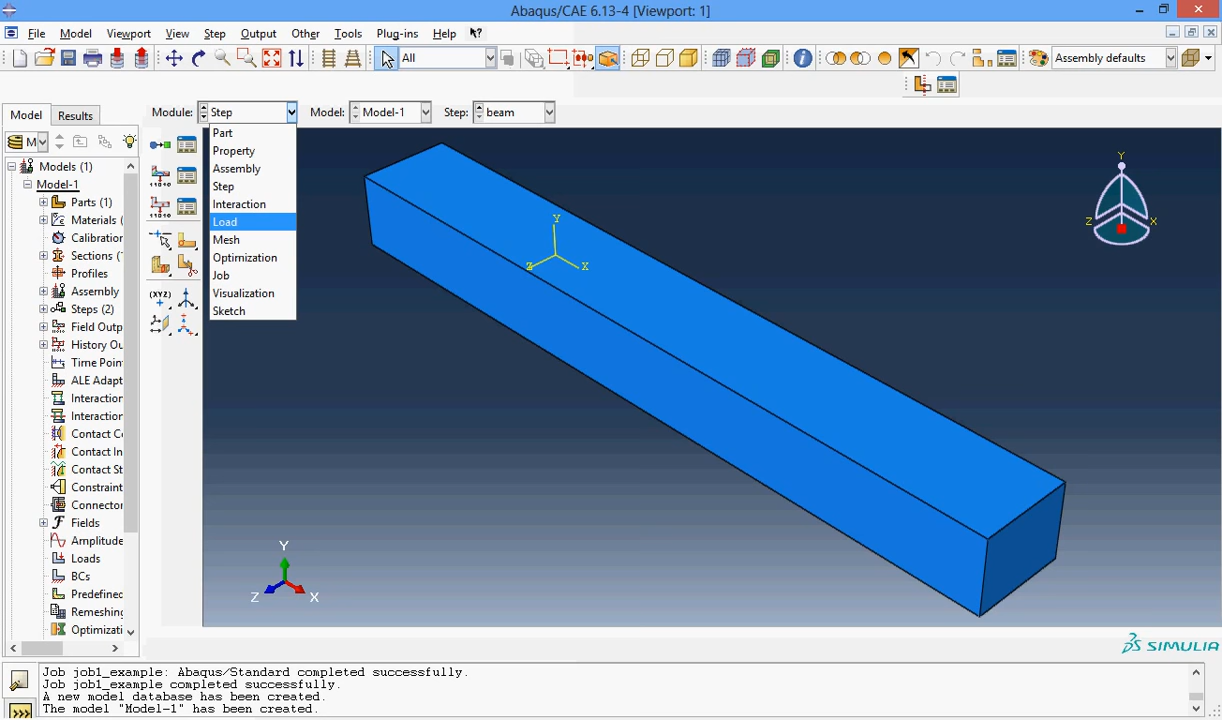 Abaqus/CAE 6.13-4 [Viewport: 1]
File Model Viewport View Step Output Other Tools Plug-ins Help
All Assembly defaults
Model Results Module: Step Model: Model-1 Step: beam
M
Part
Property
Assembly
Step
Interaction
Load
Mesh
Optimization
Job
Visualization
Sketch
Models (1)
Model-1
Parts (1)
Materials (
Calibration
Sections (
Profiles
Assembly
Steps (2)
Field Outp
History Ou
Time Poin
ALE Adapt
Interaction
Interaction
Contact Co
Contact In
Contact St
Constraint
Connector
Fields
Amplitude
Loads
BCs
Predefined
Remeshing
Optimizati
(XYZ)
Y
Z X
Y
Z X
Y
Z X
SIMULIA
Job job1_example: Abaqus/Standard completed successfully.
Job job1_example completed successfully.
A new model database has been created.
The model "Model-1" has been created.